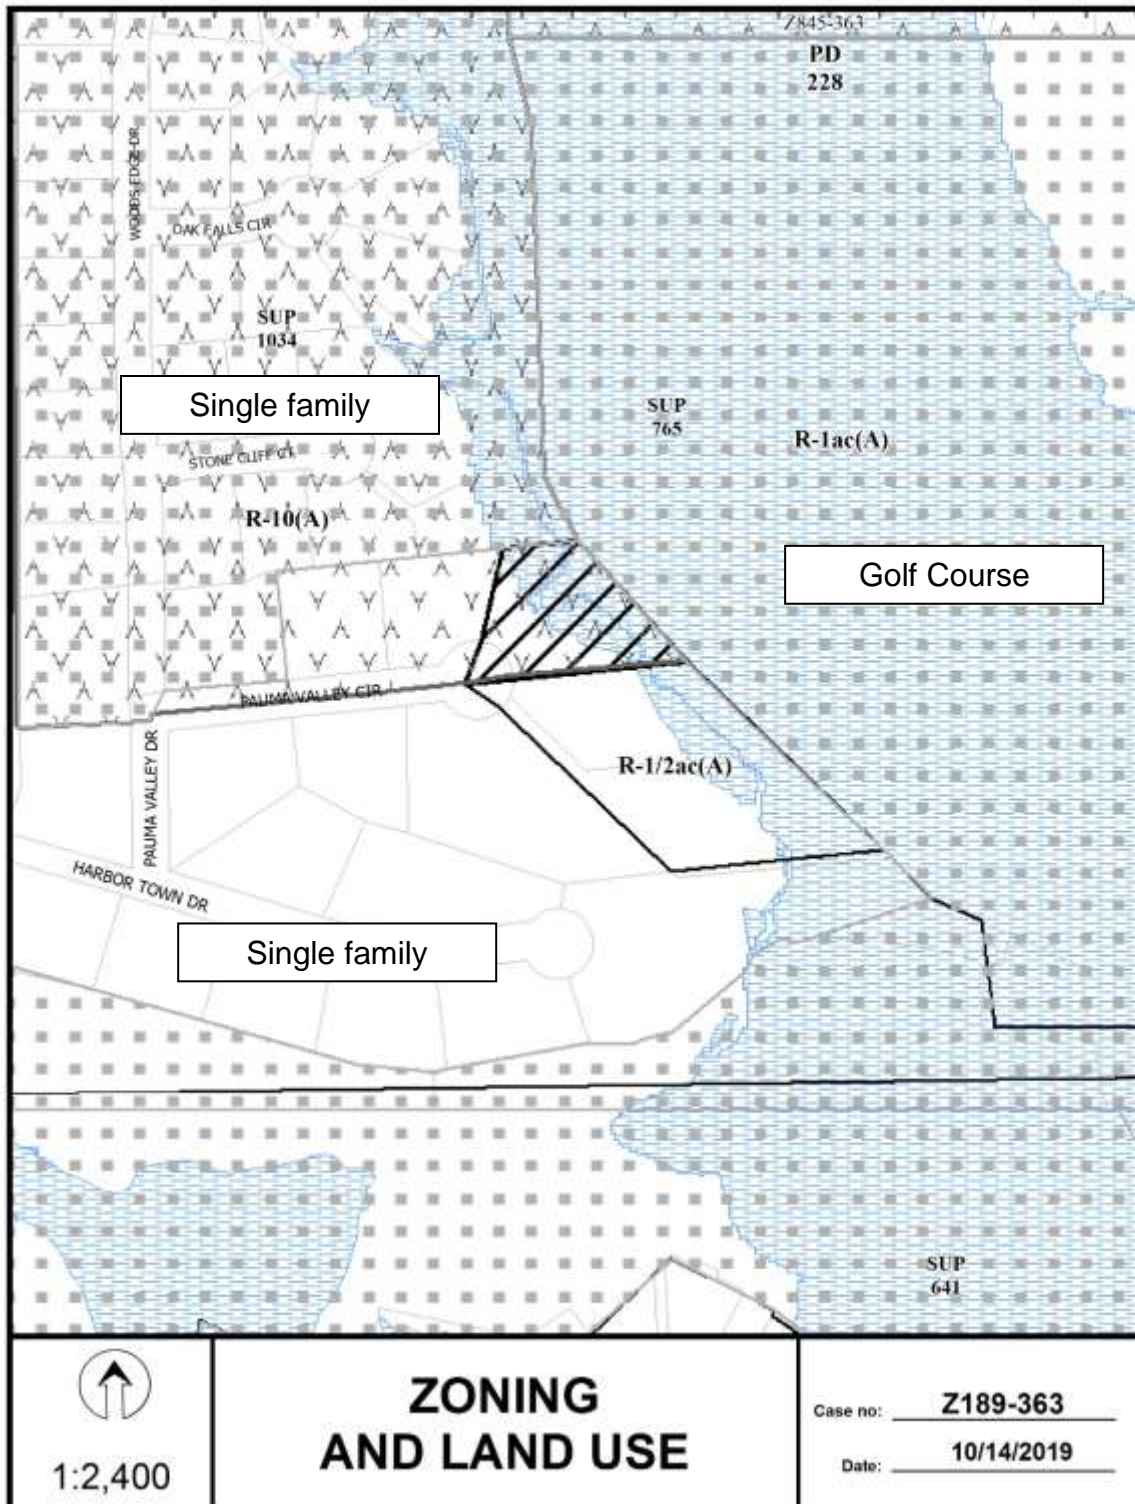 Z845-363
PD
228
WOODS EDGE DR
OAK FALLS CIR
SUP
1034
Single family
SUP
765
R-1ac(A)
STONE CLIFF CT
R-10(A)
Golf Course
PAUMA VALLEY CIR
R-1/2ac(A)
PAUMA VALLEY DR
HARBOR TOWN DR
Single family
SUP
641
1:2,400
ZONING
AND LAND USE
Case no: Z189-363
Date: 10/14/2019